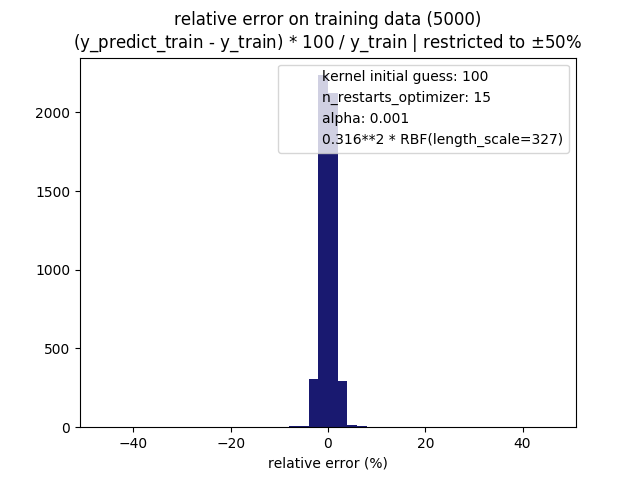 relative error on training data (5000)
(y_predict_train - y_train) * 100 / y_train | restricted to ±50%
kernel initial guess: 100
n_restarts_optimizer: 15
alpha: 0.001
0.316**2 * RBF(length_scale=327)
2000
1500
1000
500
0
−40 −20 0 20 40
relative error (%)